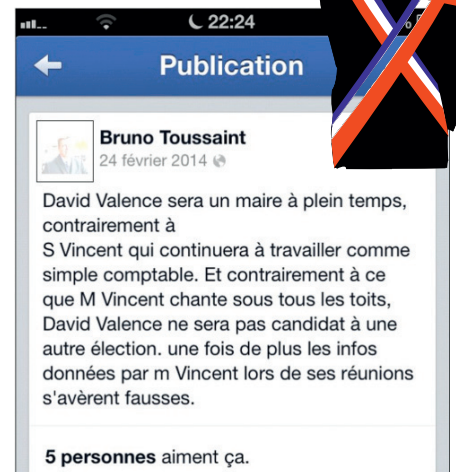 22:24
Publication
Bruno Toussaint
24 février 2014
David Valence sera un maire à plein temps,
contrairement à
S Vincent qui continuera à travailler comme
simple comptable. Et contrairement à ce
que M Vincent chante sous tous les toits,
David Valence ne sera pas candidat à une
autre élection. une fois de plus les infos
données par m Vincent lors de ses réunions
s'avèrent fausses.
5 personnes aiment ça.